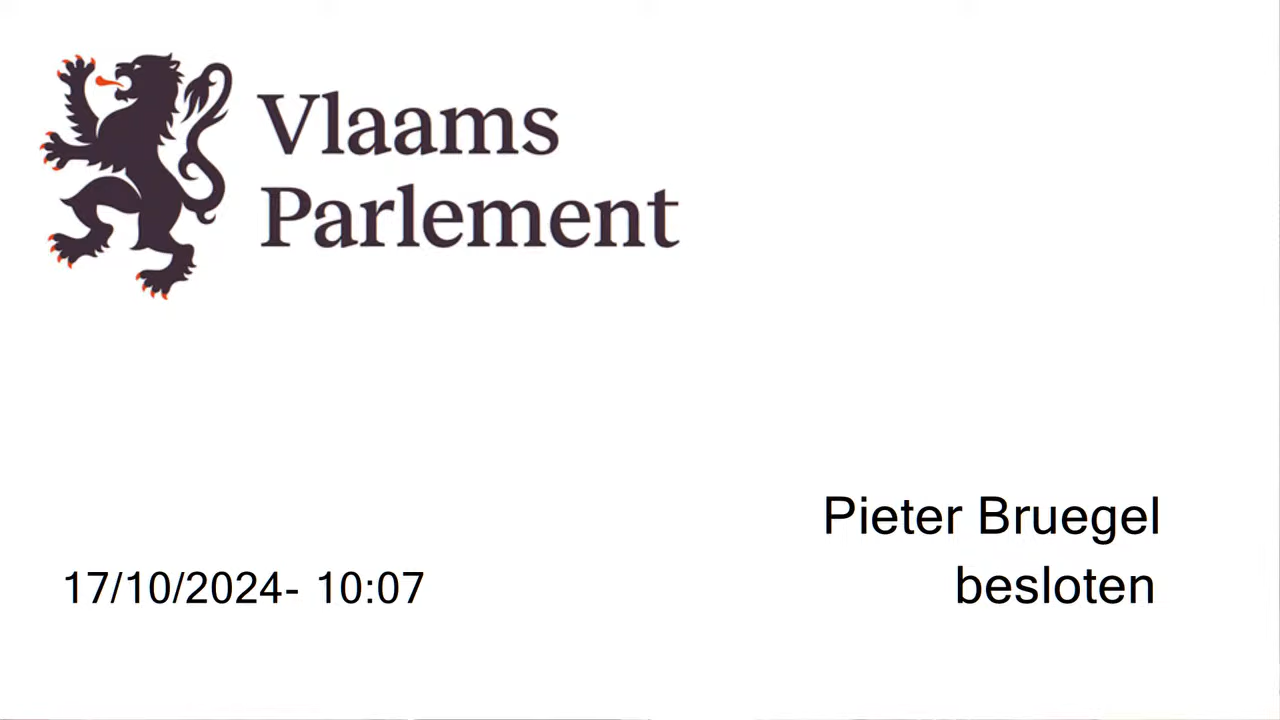 Vlaams
Parlement
Pieter Bruegel
17/10/2024- 10:07
besloten